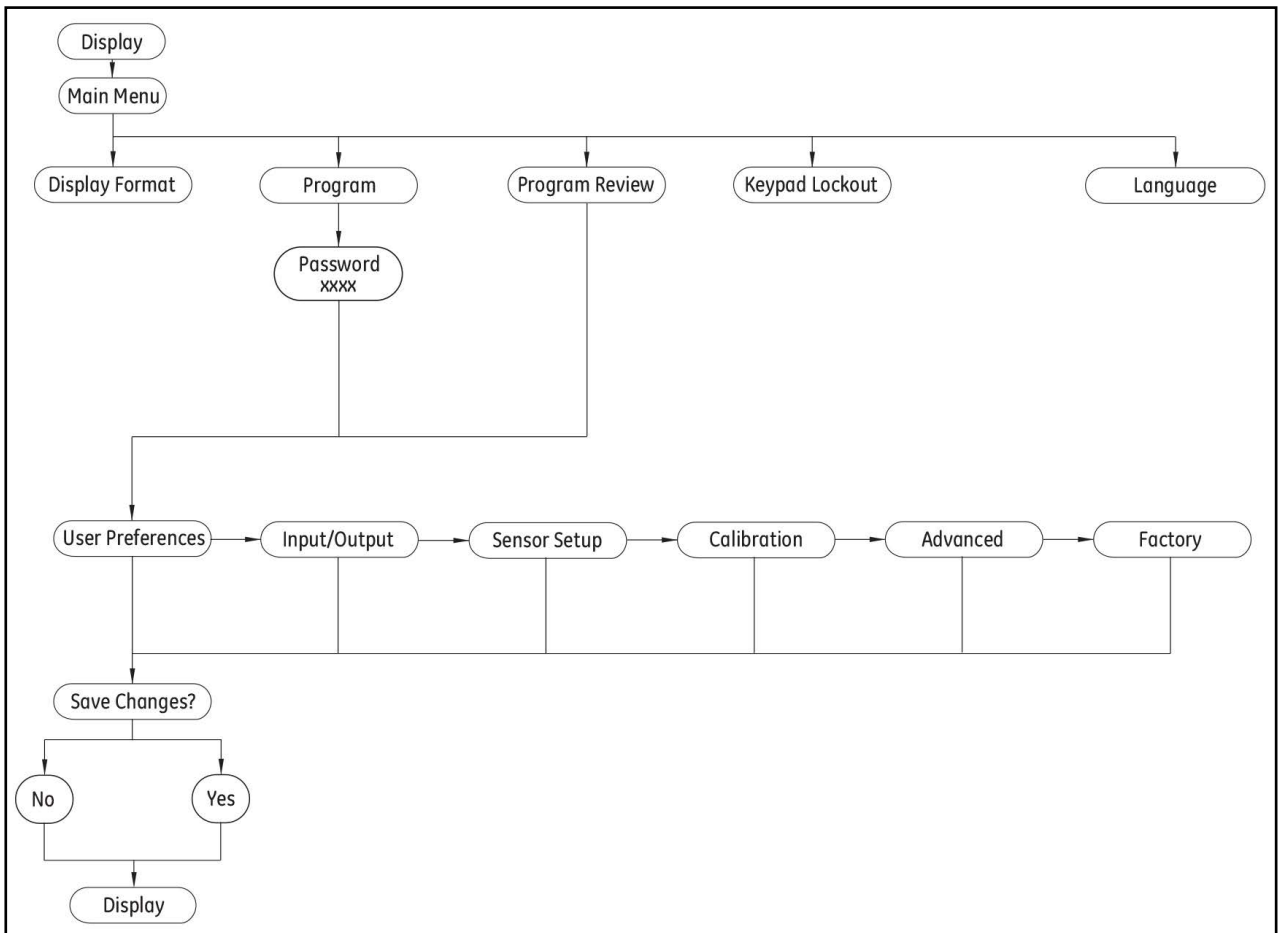 Display
Main Menu
Display Format
Program
Program Review
Keypad Lockout
Language
Password
xxxx
User Preferences
Input/Output
Sensor Setup
Calibration
Advanced
Factory
Save Changes?
No
Yes
Display